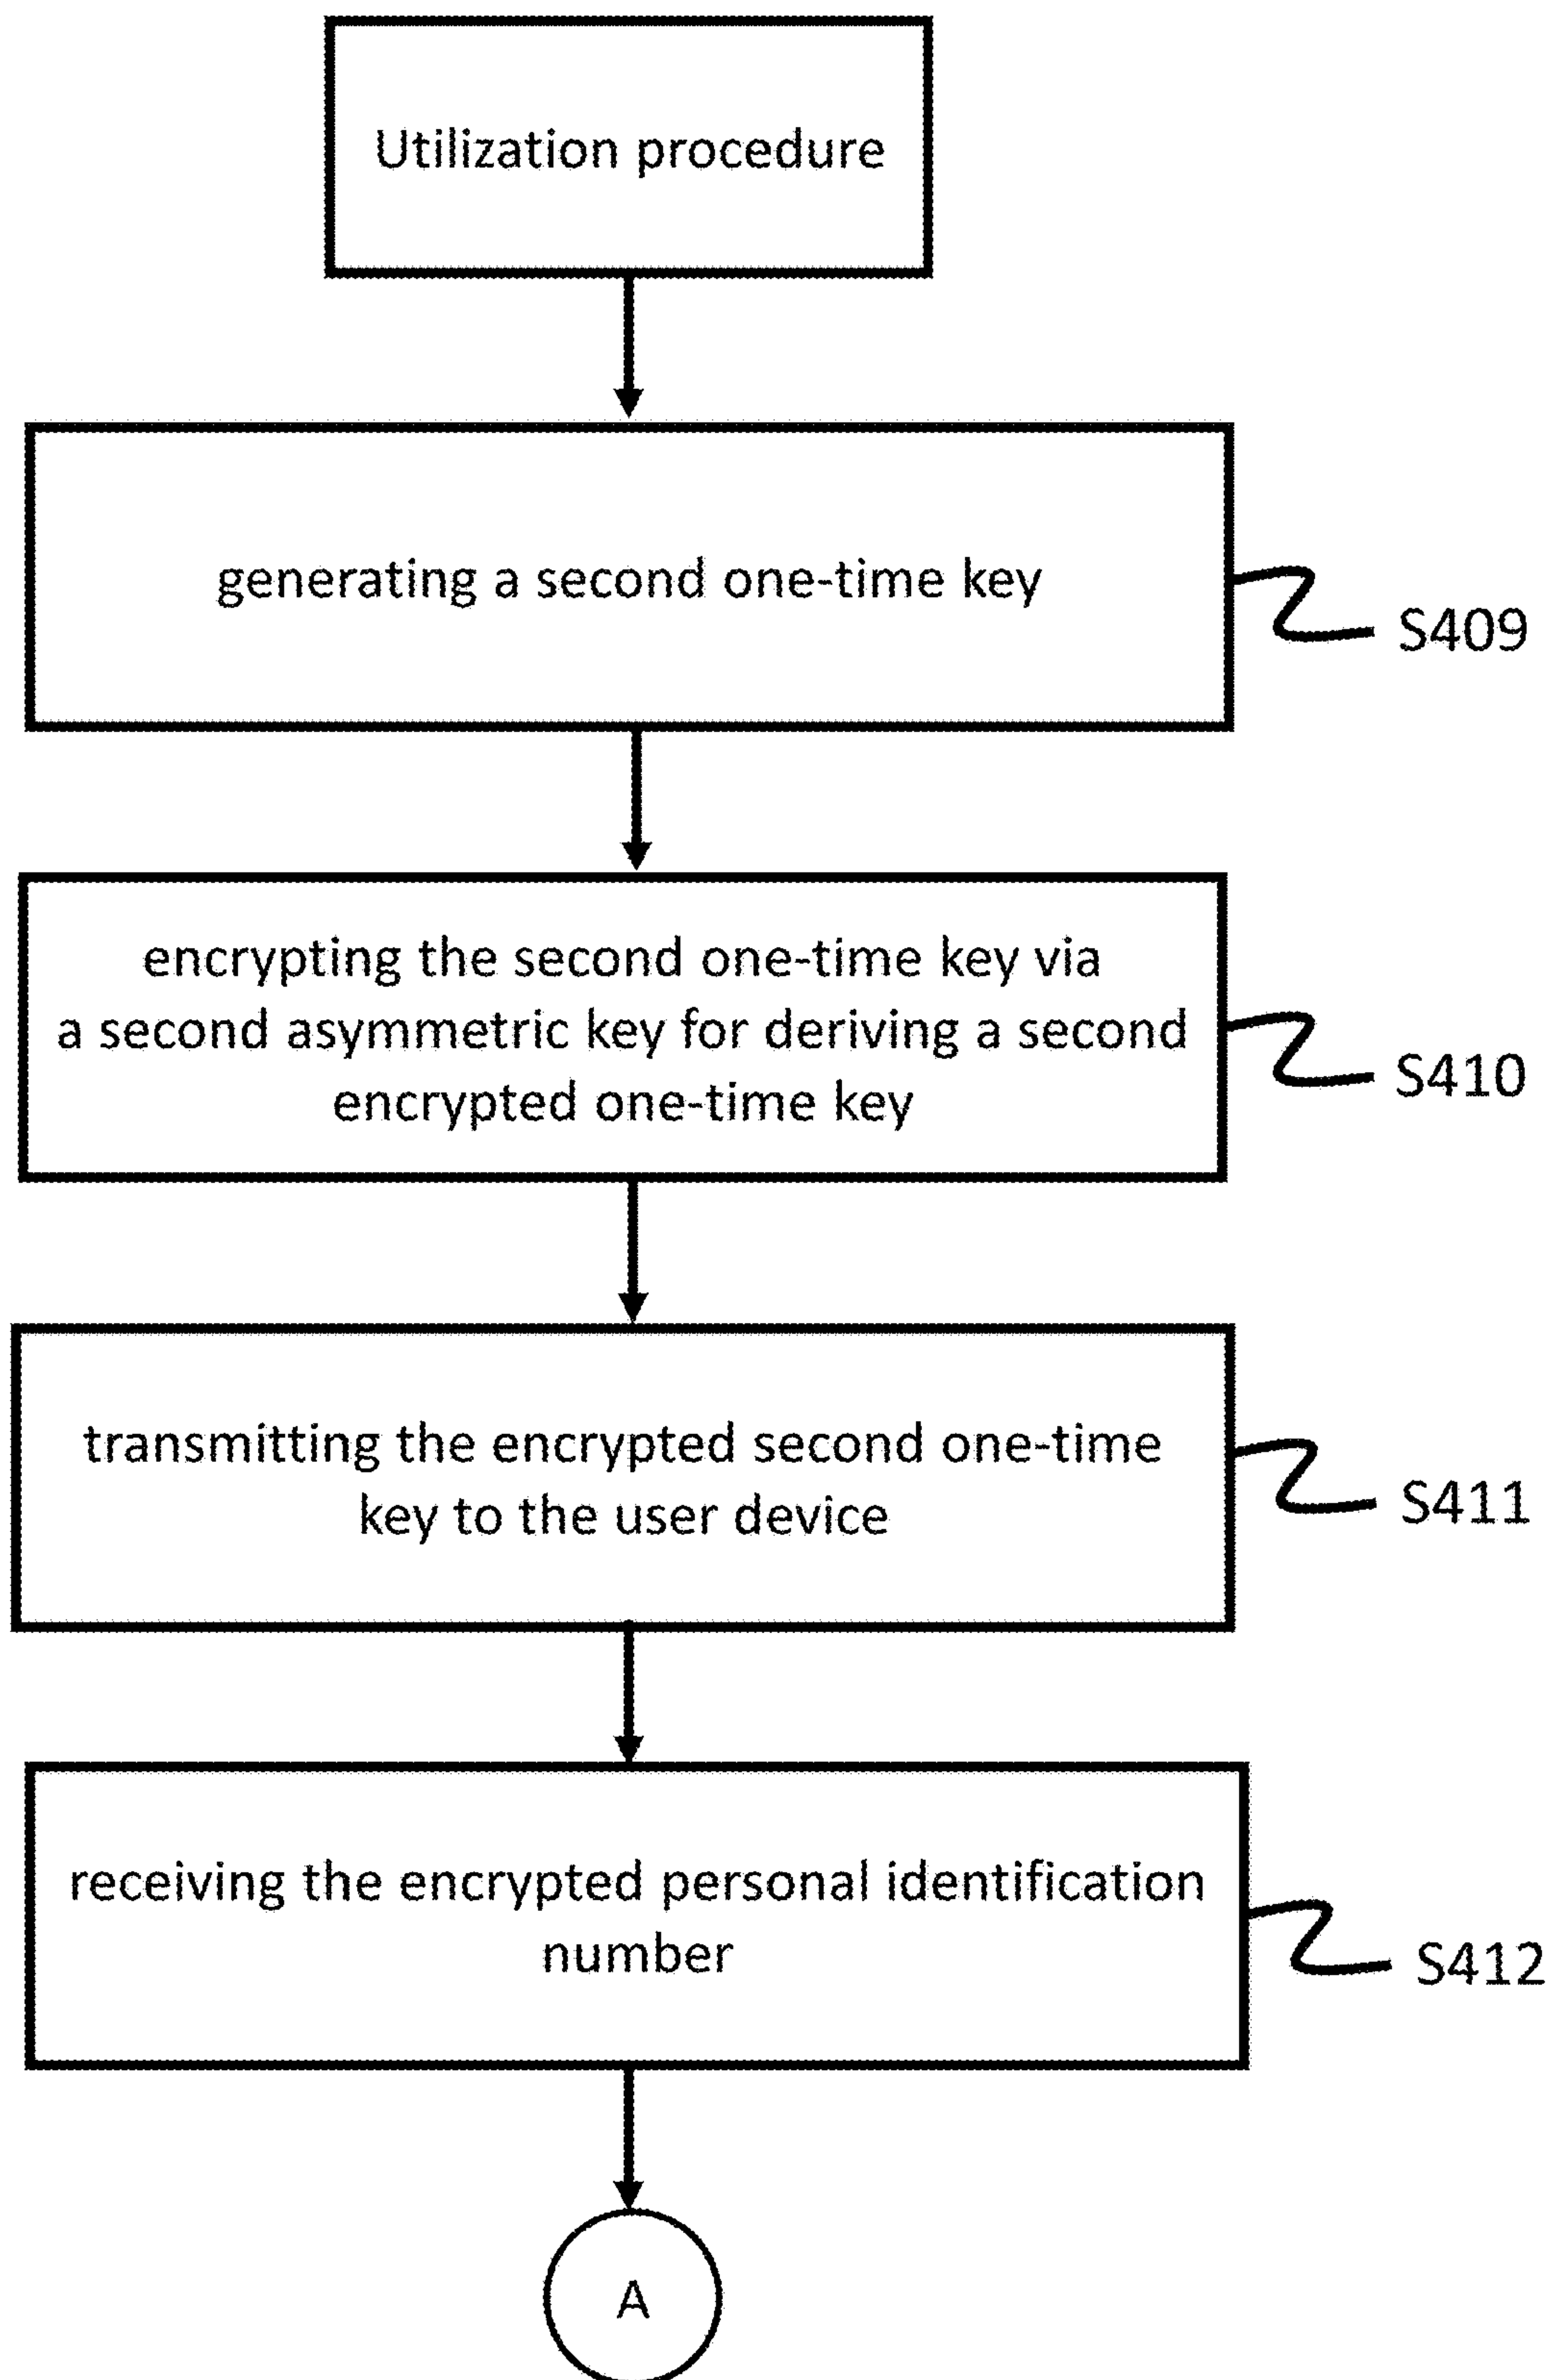 Utilization procedure
generating a second one-time key
S409
encrypting the second one-time key via
a second asymmetric key for deriving a second
encrypted one-time key
S410
transmitting the encrypted second one-time
key to the user device
S411
receiving the encrypted personal identification
number
S412
A